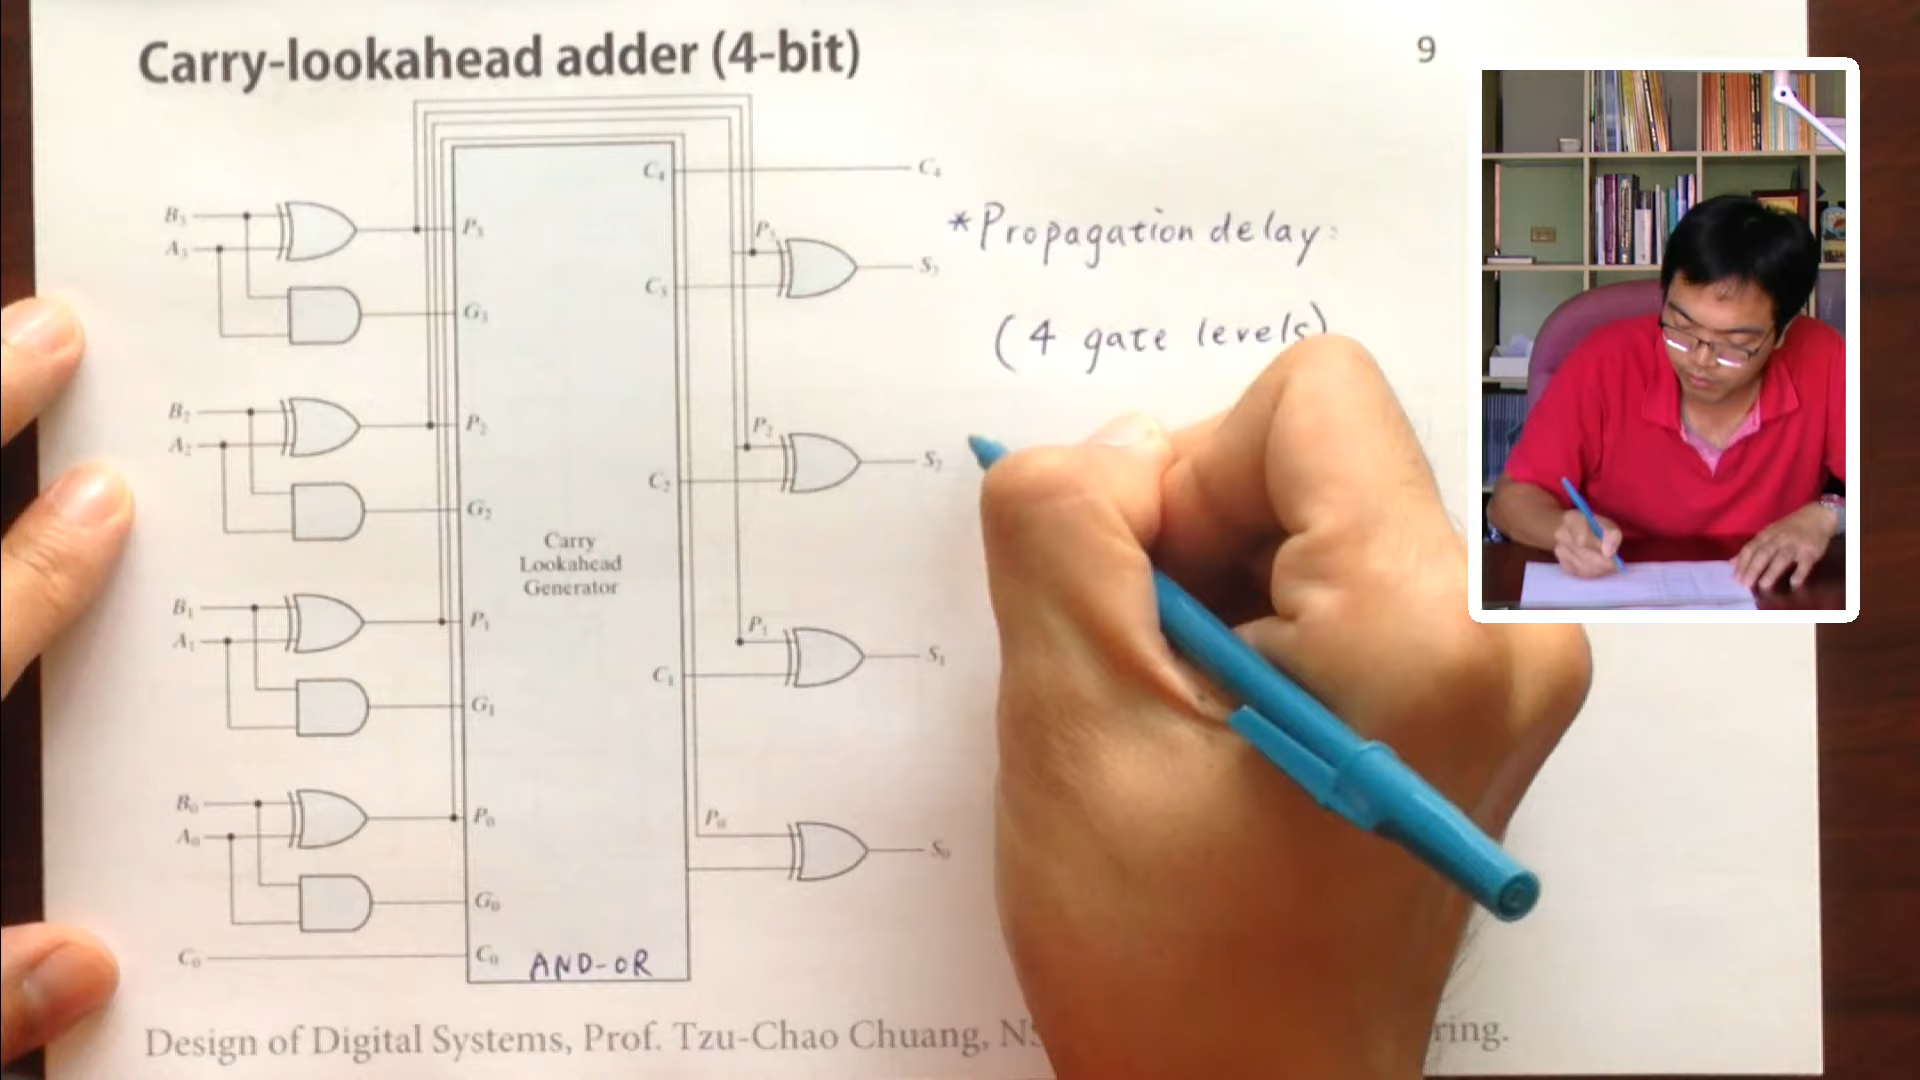 Carry-lookahead adder (4-bit)
9
C₄
C₄
B₃
A₃
P₃
G₃
P₃
C₃
S₃
*Propagation delay:
(4 gate levels)
B₂
A₂
P₂
G₂
P₂
C₂
S₂
Carry
Lookahead
Generator
B₁
A₁
P₁
G₁
P₁
C₁
S₁
B₀
A₀
P₀
G₀
P₀
S₀
C₀
C₀
AND-OR
Design of Digital Systems, Prof. Tzu-Chao Chuang,